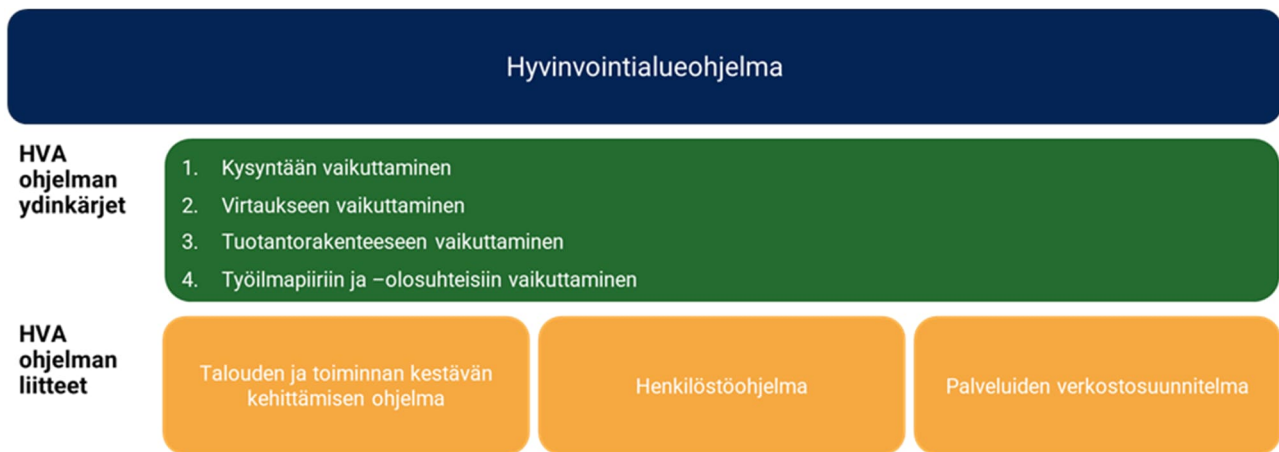 Hyvinvointialueohjelma
HVA
ohjelman
ydinkärjet
1. Kysyntään vaikuttaminen
2. Virtaukseen vaikuttaminen
3. Tuotantorakenteeseen vaikuttaminen
4. Työilmapiiriin ja –olosuhteisiin vaikuttaminen
HVA
ohjelman
liitteet
Talouden ja toiminnan kestävän
kehittämisen ohjelma
Henkilöstöohjelma
Palveluiden verkostosuunnitelma